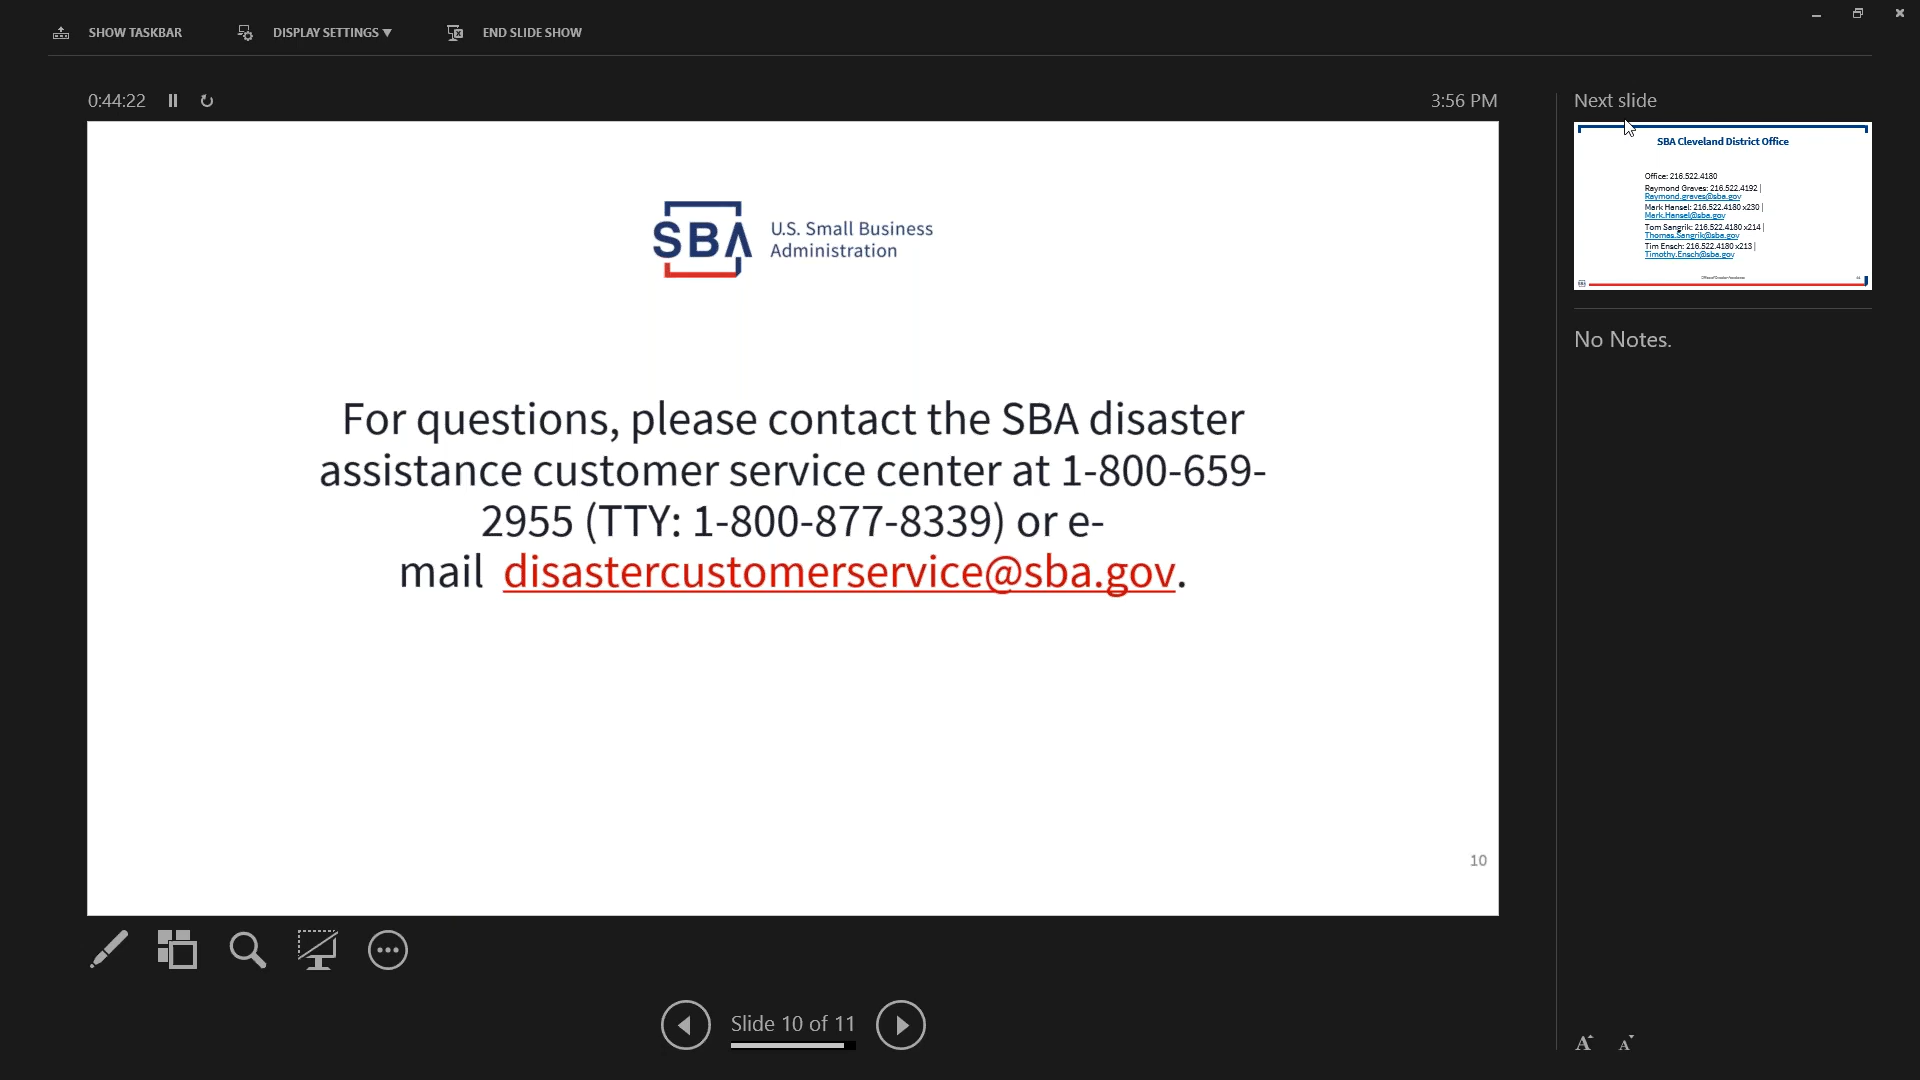 SHOW TASKBAR
DISPLAY SETTINGS ▼
END SLIDE SHOW
0:44:22
3:56 PM
SBA
U.S. Small Business
Administration
For questions, please contact the SBA disaster
assistance customer service center at 1-800-659-
2955 (TTY: 1-800-877-8339) or e-
mail disastercustomerservice@sba.gov.
10
Slide 10 of 11
Next slide
SBA Cleveland District Office
Office: 216.522.4180
Raymond Graves: 216.522.4192 |
Raymond.graves@sba.gov
Mark Hansel: 216.522.4180 x230 |
Mark.Hansel@sba.gov
Tom Sangrik: 216.522.4180 x214 |
Thomas.Sangrik@sba.gov
Tim Ensch: 216.522.4180 x213 |
Timothy.Ensch@sba.gov
No Notes.
A A